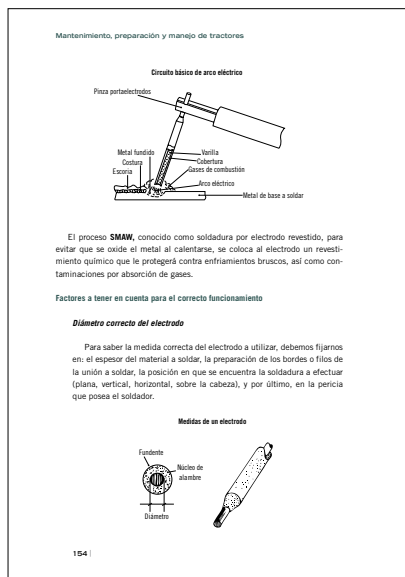 Mantenimiento, preparación y manejo de tractores
Circuito básico de arco eléctrico
Pinza portaelectrodos
Metal fundido
Costura
Escoria
Varilla
Cobertura
Gases de combustión
Arco eléctrico
Metal de base a soldar
El proceso SMAW, conocido como soldadura por electrodo revestido, para
evitar que se oxide el metal al calentarse, se coloca al electrodo un revesti-
miento químico que le protegerá contra enfriamientos bruscos, así como con-
taminaciones por absorción de gases.
Factores a tener en cuenta para el correcto funcionamiento
Diámetro correcto del electrodo
Para saber la medida correcta del electrodo a utilizar, debemos fijarnos
en: el espesor del material a soldar, la preparación de los bordes o filos de
la unión a soldar, la posición en que se encuentra la soldadura a efectuar
(plana, vertical, horizontal, sobre la cabeza), y por último, en la pericia
que posea el soldador.
Medidas de un electrodo
Fundente
Núcleo de
alambre
Diámetro
154